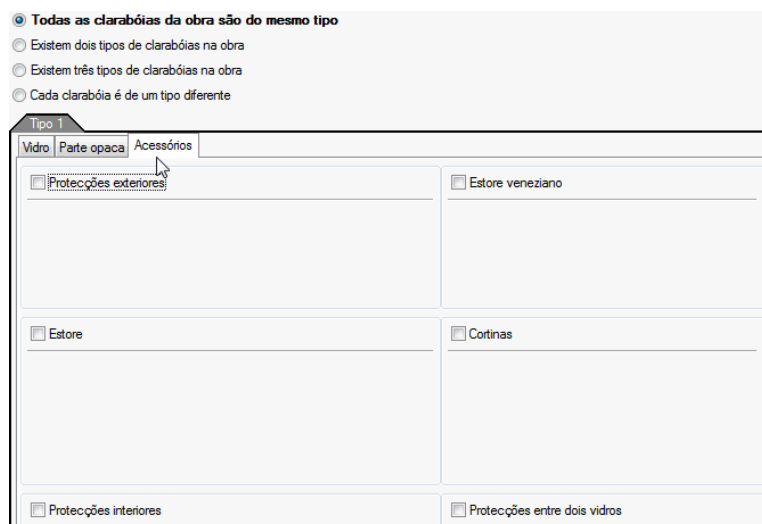 Todas as clarabóias da obra são do mesmo tipo
Existem dois tipos de clarabóias na obra
Existem três tipos de clarabóias na obra
Cada clarabóia é de um tipo diferente
Tipo 1
Vidro Parte opaca Acessórios
Protecções exteriores Estore veneziano
Estore Cortinas
Protecções interiores Protecções entre dois vidros